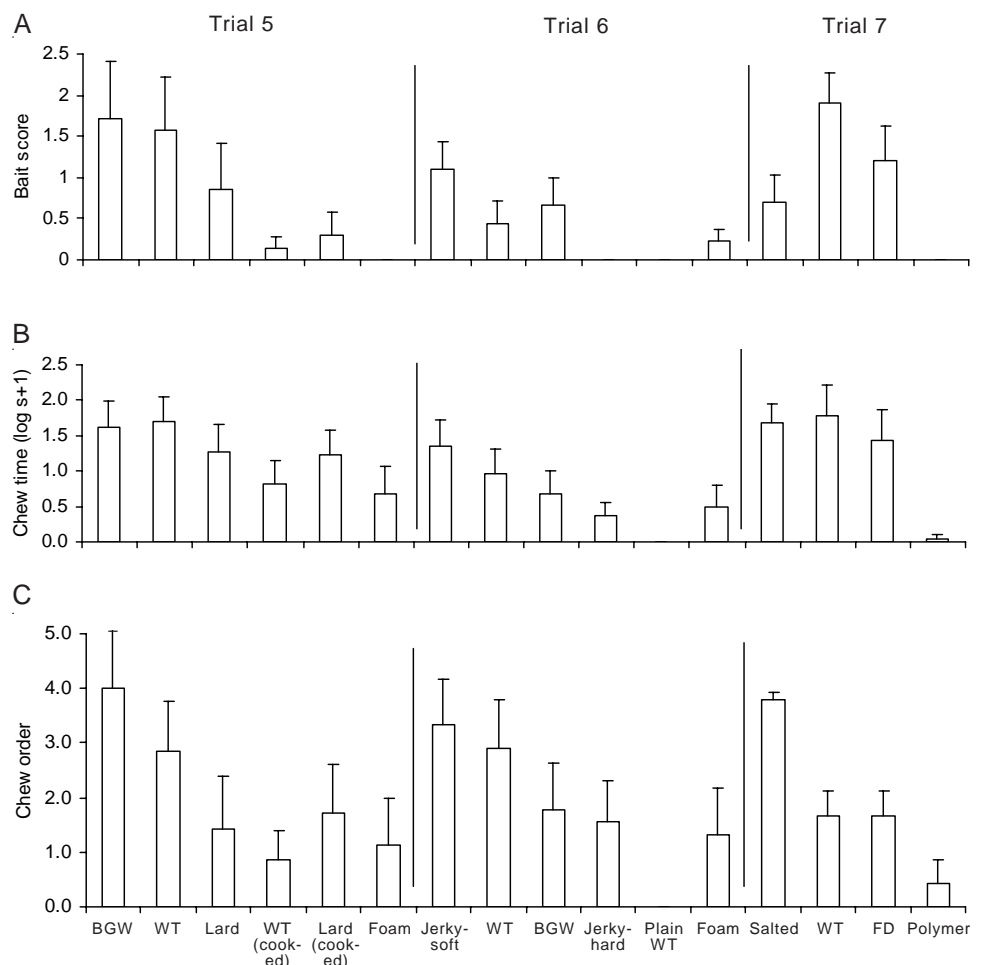 A
Trial 5 Trial 6 Trial 7
2.5
2
1.5
1
0.5
0
Bait score
B
2.5
2.0
1.5
1.0
0.5
0.0
Chew time (log s+1)
C
5.0
4.0
3.0
2.0
1.0
0.0
Chew order
BGW WT Lard WT (cook-ed) Lard (cook-ed) Foam Jerky-soft WT BGW Jerky-hard Plain WT Foam Salted WT FD Polymer